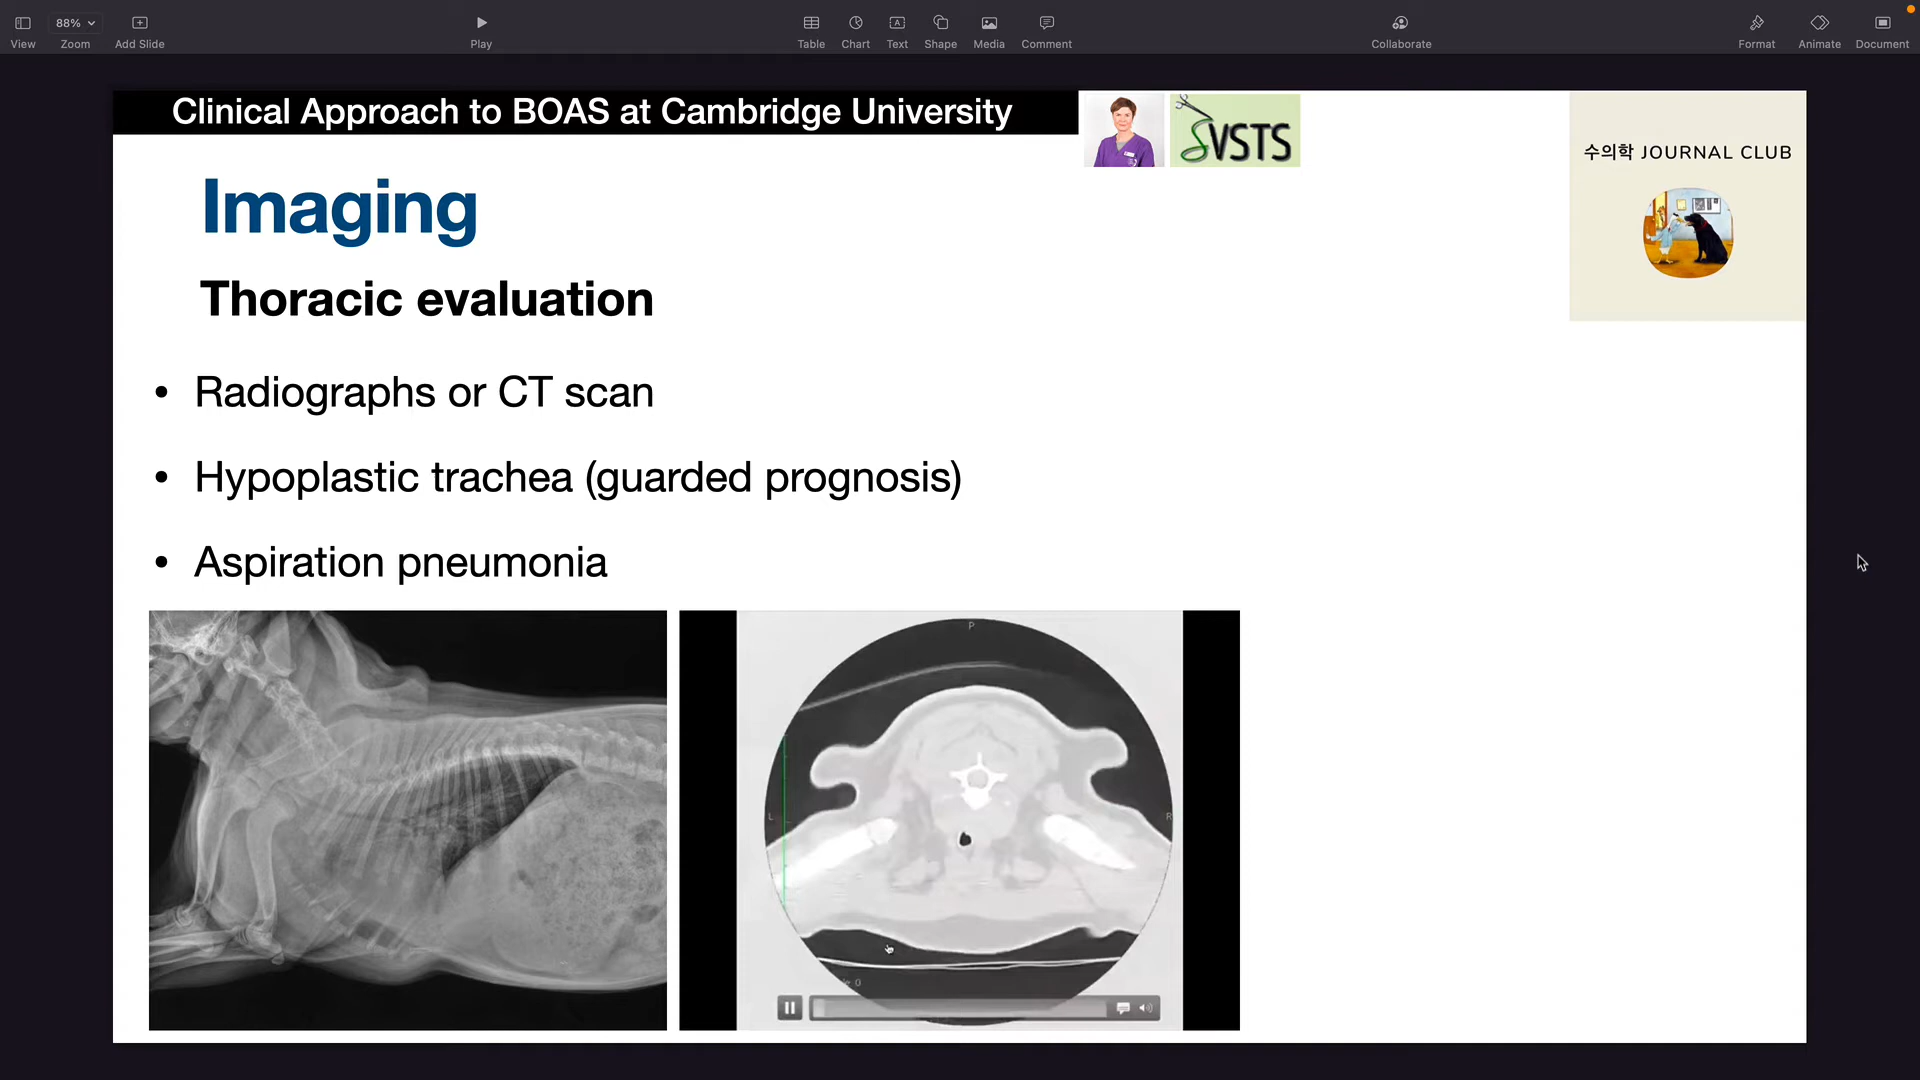 88%
View
Zoom
Add Slide
Play
Table
Chart
Text
Shape
Media
Comment
Collaborate
Format
Animate
Document
Clinical Approach to BOAS at Cambridge University
SVSTS
수의학 JOURNAL CLUB
Imaging
Thoracic evaluation
• Radiographs or CT scan
• Hypoplastic trachea (guarded prognosis)
• Aspiration pneumonia
P
L
R